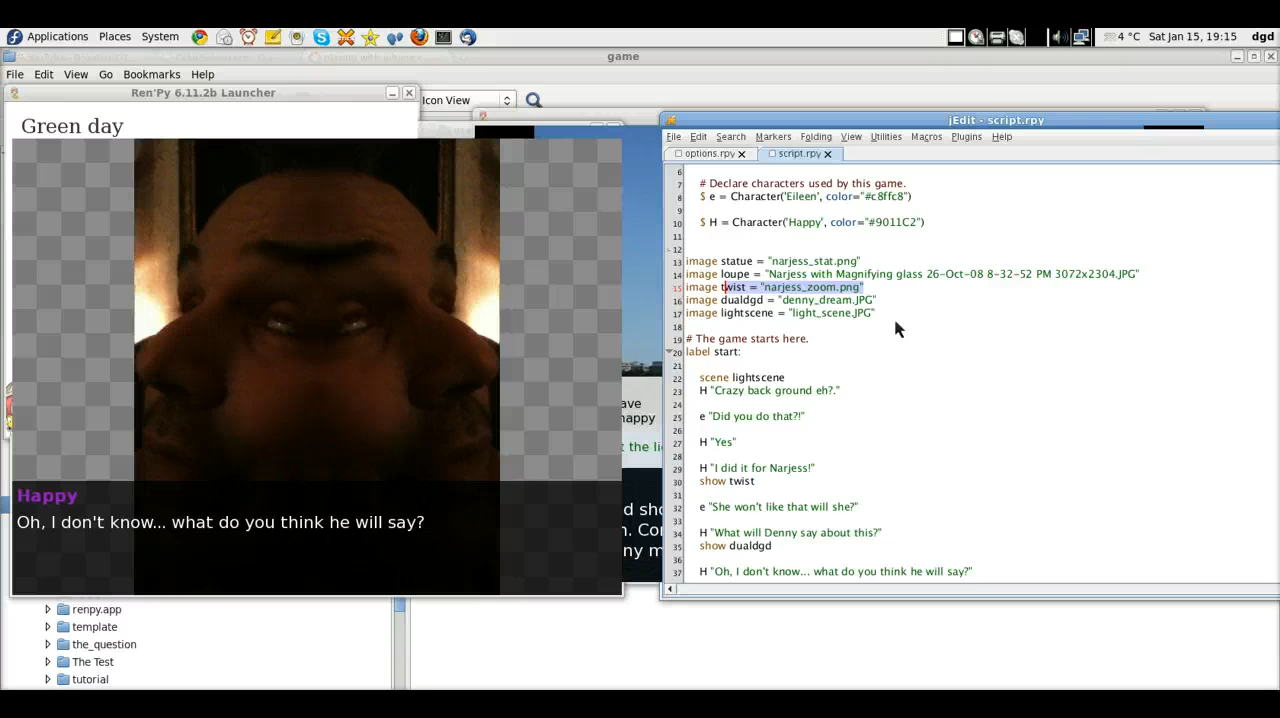 Applications Places System
4 °C Sat Jan 15, 19:15 dgd
game
File Edit View Go Bookmarks Help
Ren'Py 6.11.2b Launcher
Icon View
Green day
Happy
Oh, I don't know... what do you think he will say?
renpy.app
template
the_question
The Test
tutorial
jEdit - script.rpy
File Edit Search Markers Folding View Utilities Macros Plugins Help
options.rpy script.rpy
6
7 # Declare characters used by this game.
8 $ e = Character('Eileen', color="#c8ffc8")
9
10 $ H = Character('Happy', color="#9011C2")
11
12
13 image statue = "narjess_stat.png"
14 image loupe = "Narjess with Magnifying glass 26-Oct-08 8-32-52 PM 3072x2304.JPG"
15 image twist = "narjess_zoom.png"
16 image dualdgd = "denny_dream.JPG"
17 image lightscene = "light_scene.JPG"
18
19 # The game starts here.
20 label start:
21
22 scene lightscene
23 H "Crazy back ground eh?."
24
25 e "Did you do that?!"
26
27 H "Yes"
28
29 H "I did it for Narjess!"
30 show twist
31
32 e "She won't like that will she?"
33
34 H "What will Denny say about this?"
35 show dualdgd
36
37 H "Oh, I don't know... what do you think he will say?"